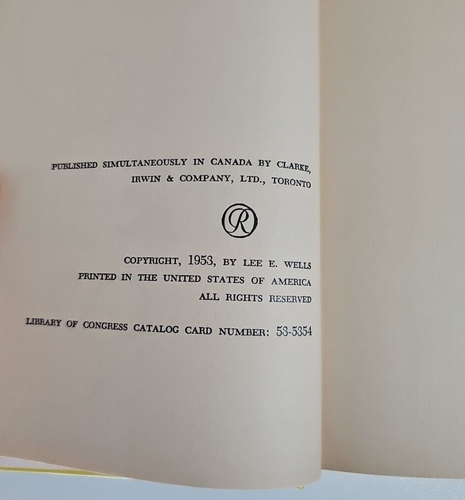 PUBLISHED SIMULTANEOUSLY IN CANADA BY CLARKE,
IRWIN & COMPANY, LTD., TORONTO
R
COPYRIGHT, 1953, BY LEE E. WELLS
PRINTED IN THE UNITED STATES OF AMERICA
ALL RIGHTS RESERVED
LIBRARY OF CONGRESS CATALOG CARD NUMBER: 53-5354